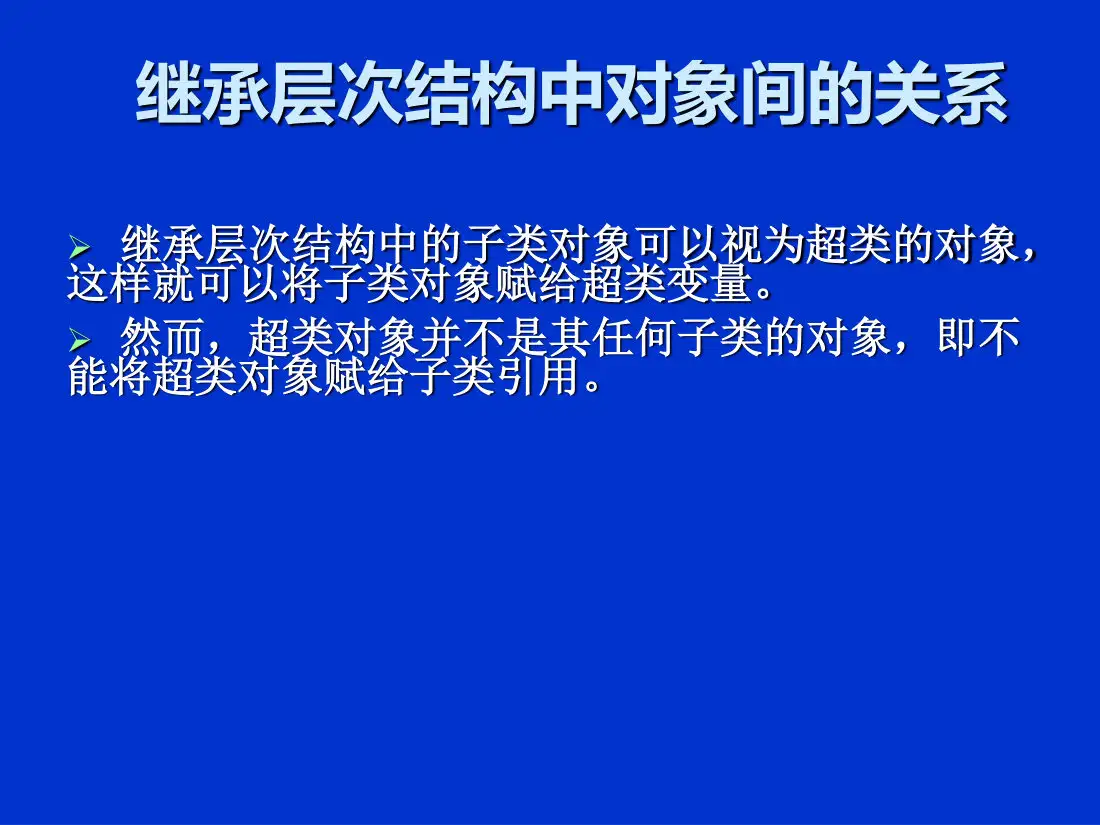 继承层次结构中对象间的关系
继承层次结构中的子类对象可以视为超类的对象，
这样就可以将子类对象赋给超类变量。
然而，超类对象并不是其任何子类的对象，即不
能将超类对象赋给子类引用。